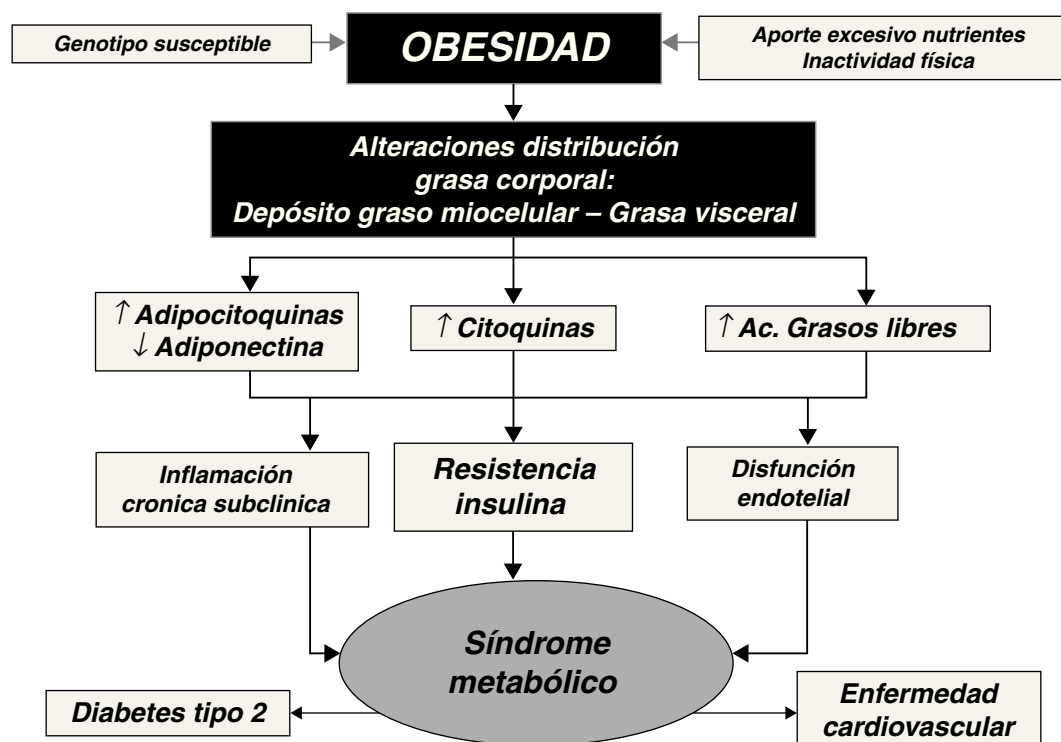 Genotipo susceptible
OBESIDAD
Aporte excesivo nutrientes
Inactividad física
Alteraciones distribución
grasa corporal:
Depósito graso miocelular – Grasa visceral
↑ Adipocitoquinas
↓ Adiponectina
↑ Citoquinas
↑ Ac. Grasos libres
Inflamación
cronica subclinica
Resistencia
insulina
Disfunción
endotelial
Síndrome
metabólico
Diabetes tipo 2
Enfermedad
cardiovascular